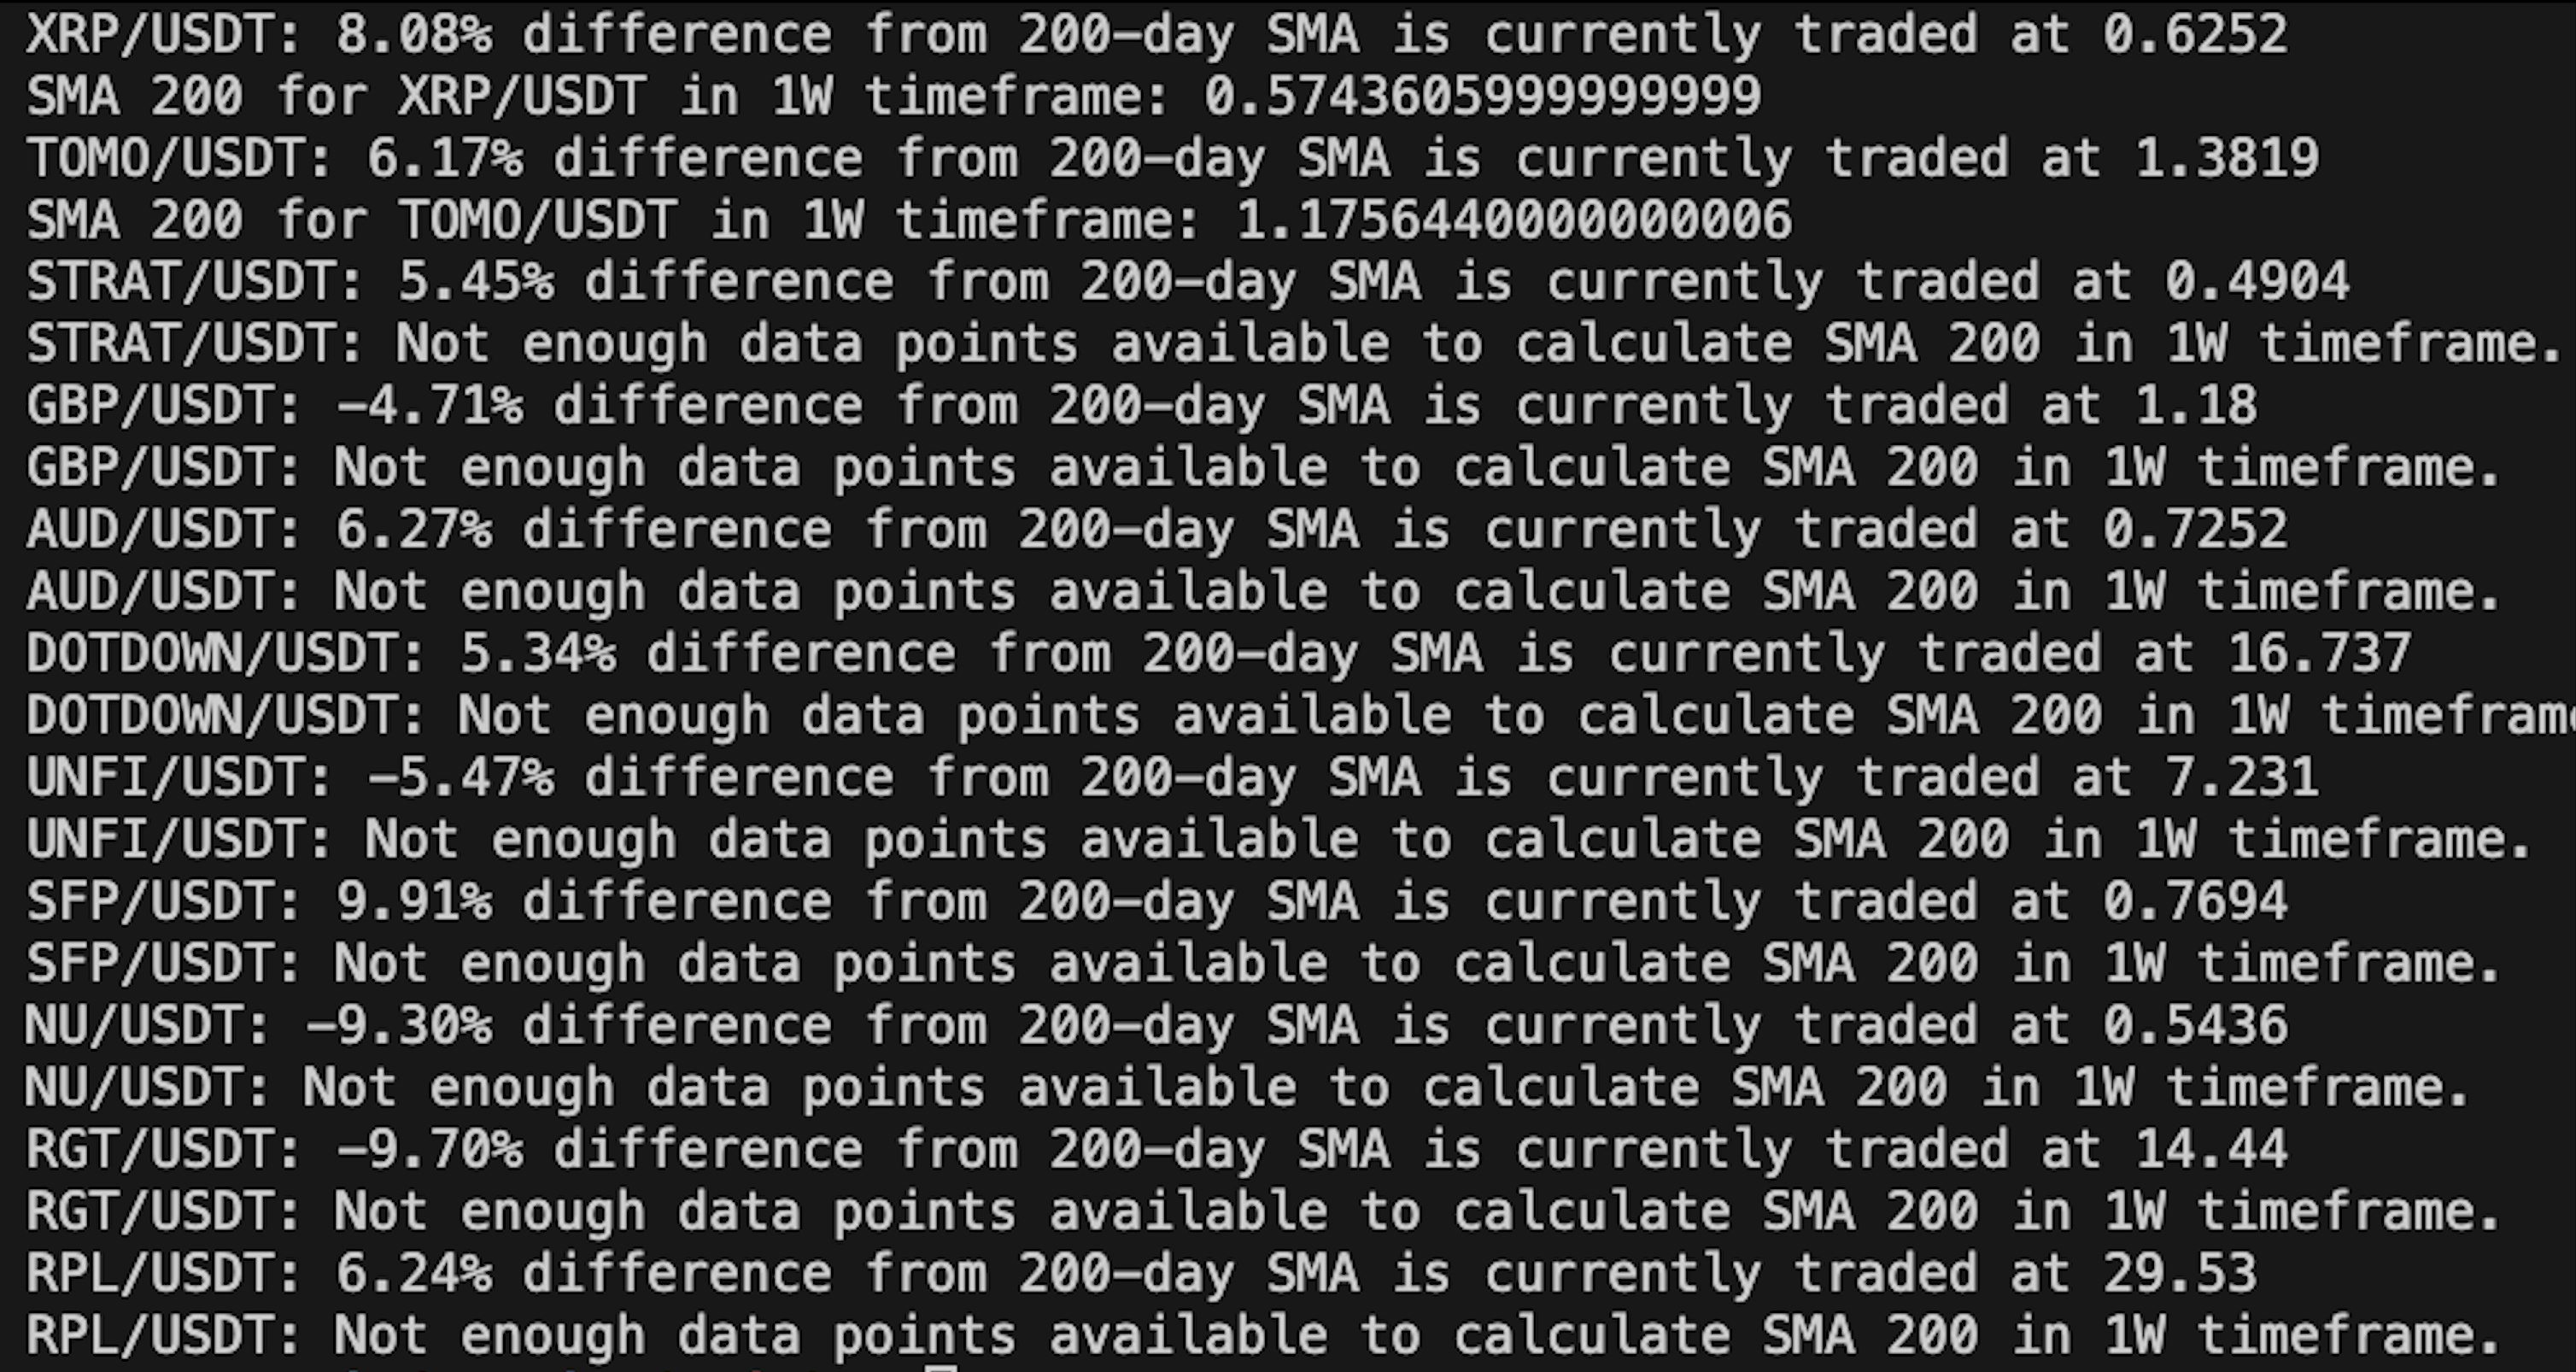 XRP/USDT: 8.08% difference from 200-day SMA is currently traded at 0.6252
SMA 200 for XRP/USDT in 1W timeframe: 0.5743605999999999
TOMO/USDT: 6.17% difference from 200-day SMA is currently traded at 1.3819
SMA 200 for TOMO/USDT in 1W timeframe: 1.1756440000000006
STRAT/USDT: 5.45% difference from 200-day SMA is currently traded at 0.4904
STRAT/USDT: Not enough data points available to calculate SMA 200 in 1W timeframe.
GBP/USDT: -4.71% difference from 200-day SMA is currently traded at 1.18
GBP/USDT: Not enough data points available to calculate SMA 200 in 1W timeframe.
AUD/USDT: 6.27% difference from 200-day SMA is currently traded at 0.7252
AUD/USDT: Not enough data points available to calculate SMA 200 in 1W timeframe.
DOTDOWN/USDT: 5.34% difference from 200-day SMA is currently traded at 16.737
DOTDOWN/USDT: Not enough data points available to calculate SMA 200 in 1W timeframe
UNFI/USDT: -5.47% difference from 200-day SMA is currently traded at 7.231
UNFI/USDT: Not enough data points available to calculate SMA 200 in 1W timeframe.
SFP/USDT: 9.91% difference from 200-day SMA is currently traded at 0.7694
SFP/USDT: Not enough data points available to calculate SMA 200 in 1W timeframe.
NU/USDT: -9.30% difference from 200-day SMA is currently traded at 0.5436
NU/USDT: Not enough data points available to calculate SMA 200 in 1W timeframe.
RGT/USDT: -9.70% difference from 200-day SMA is currently traded at 14.44
RGT/USDT: Not enough data points available to calculate SMA 200 in 1W timeframe.
RPL/USDT: 6.24% difference from 200-day SMA is currently traded at 29.53
RPL/USDT: Not enough data points available to calculate SMA 200 in 1W timeframe.